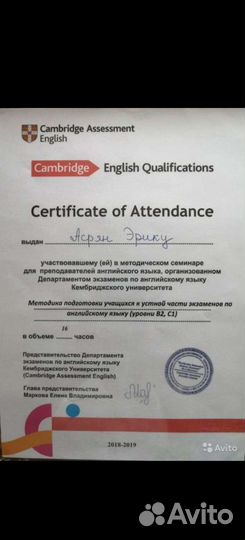 Cambridge Assessment
English
Cambridge English Qualifications
Certificate of Attendance
выдан Асрян Эрику
участвовавшему (ей) в методическом семинаре
для преподавателей английского языка, организованном
Департаментом экзаменов по английскому языку
Кембриджского университета
Методика подготовки учащихся к устной части экзаменов по
английскому языку (уровни B2, C1)
в объеме 16 часов
Представительство Департамента
экзаменов по английскому языку
Кембриджского Университета
(Cambridge Assessment English)
Глава представительства
Маркова Елена Владимировна
2018-2019
Avito
Avito